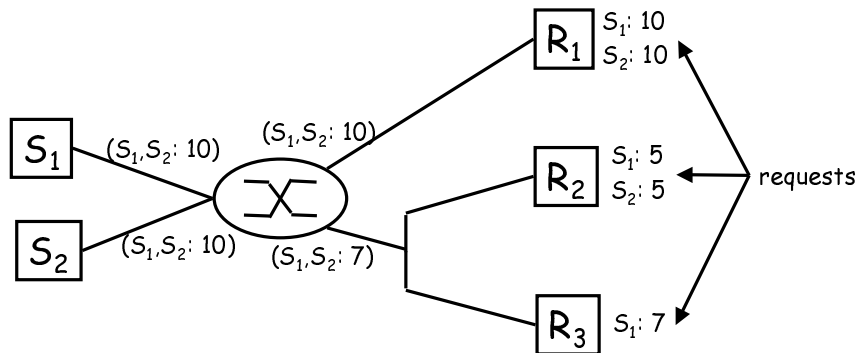 S₁: 10
R₁
S₂: 10
(S₁,S₂: 10)
S₁
(S₁,S₂: 10)
R₂
S₁: 5
S₂: 5
requests
S₂
(S₁,S₂: 10)
(S₁,S₂: 7)
R₃
S₁: 7